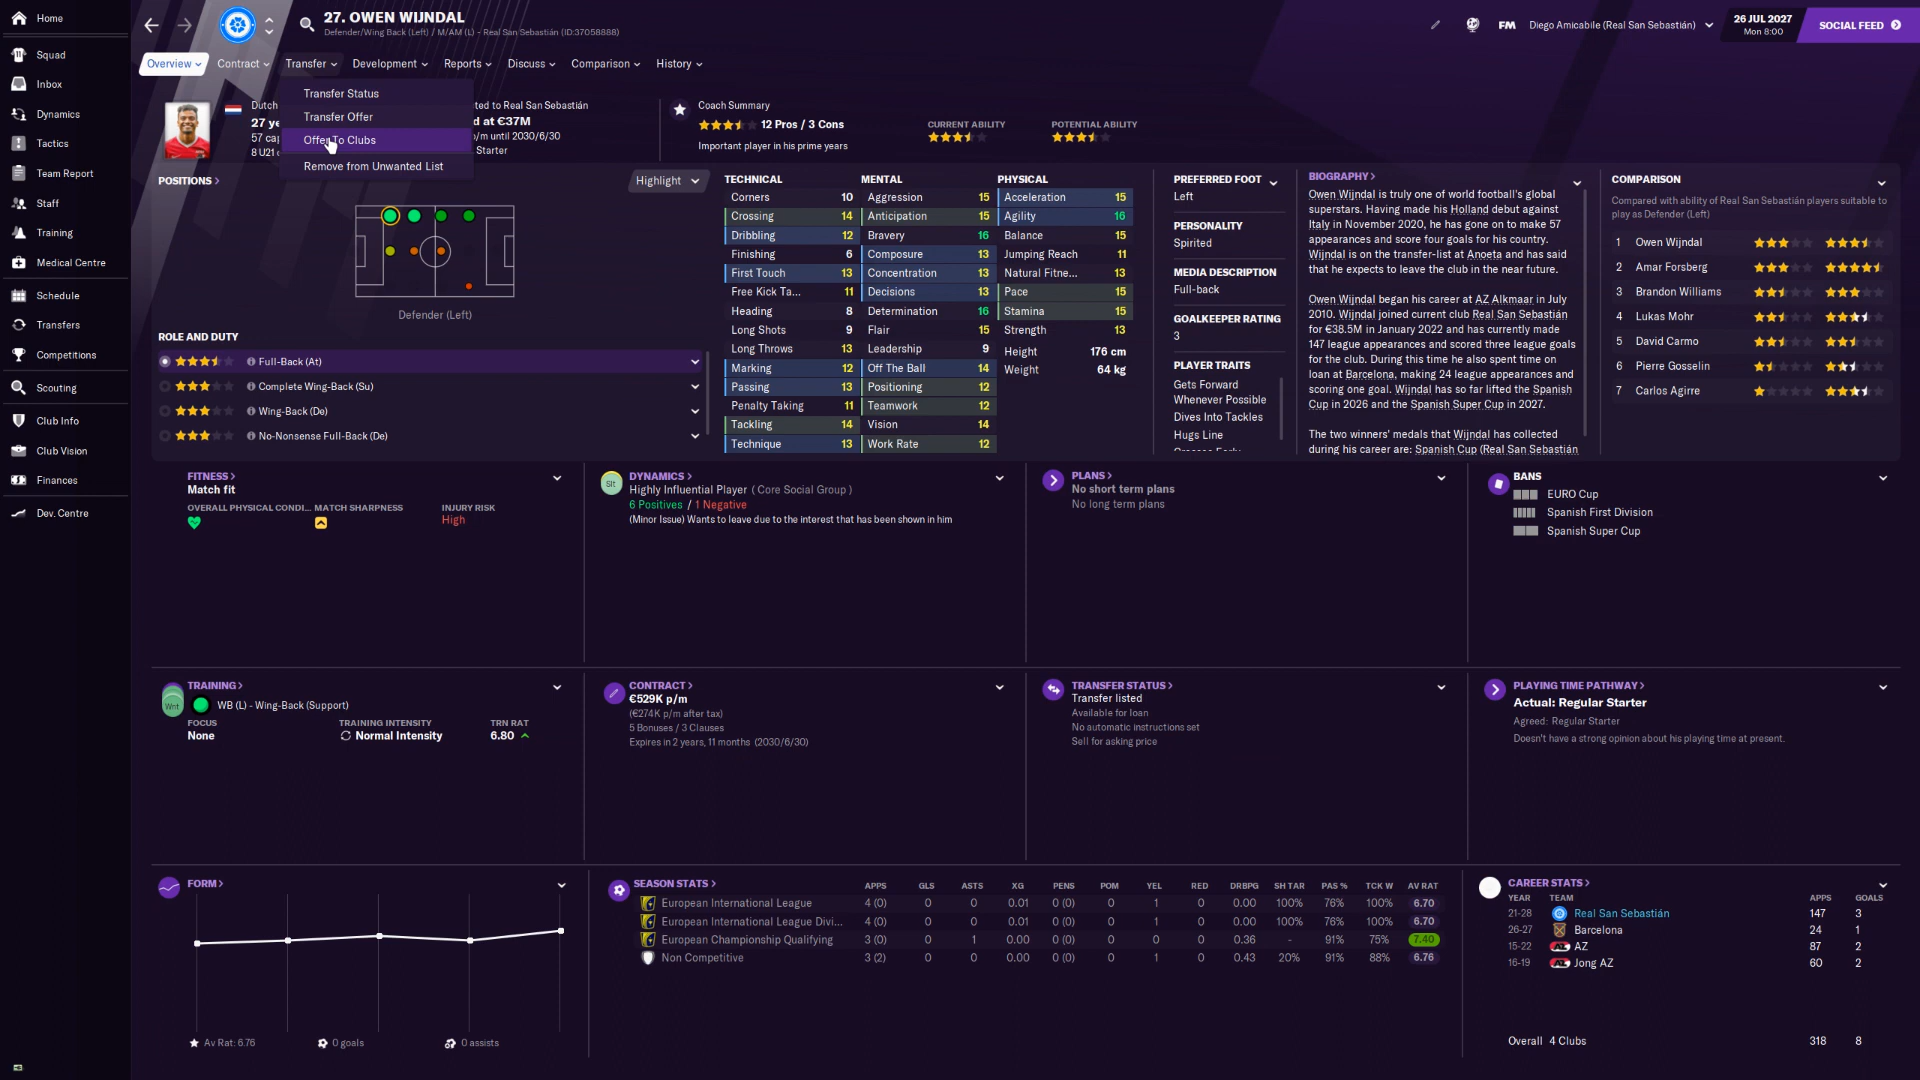 Home
Squad
Inbox
Dynamics
Tactics
Team Report
Staff
Training
Medical Centre
Schedule
Transfers
Competitions
Scouting
Club Info
Club Vision
Finances
Dev. Centre
27. OWEN WIJNDAL
Defender/Wing Back (Left) / M/AM (L) - Real San Sebastián (ID:37058888)
FM Diego Amicabile (Real San Sebastián)
26 JUL 2027
Mon 8:00
SOCIAL FEED
Overview Contract Transfer Development Reports Discuss Comparison History
Transfer Status
Transfer Offer
Offer To Clubs
Remove from Unwanted List
Dutch
27 ye
57 cap
8 U21 c
ted to Real San Sebastián
d at €37M
/m until 2030/6/30
Starter
Coach Summary
12 Pros / 3 Cons
Important player in his prime years
CURRENT ABILITY
POTENTIAL ABILITY
POSITIONS
Highlight
Defender (Left)
ROLE AND DUTY
Full-Back (At)
Complete Wing-Back (Su)
Wing-Back (De)
No-Nonsense Full-Back (De)
TECHNICAL
Corners 10
Crossing 14
Dribbling 12
Finishing 6
First Touch 13
Free Kick Ta... 11
Heading 8
Long Shots 9
Long Throws 13
Marking 12
Passing 13
Penalty Taking 11
Tackling 14
Technique 13
MENTAL
Aggression 15
Anticipation 15
Bravery 16
Composure 13
Concentration 13
Decisions 13
Determination 16
Flair 15
Leadership 9
Off The Ball 14
Positioning 12
Teamwork 12
Vision 14
Work Rate 12
PHYSICAL
Acceleration 15
Agility 16
Balance 15
Jumping Reach 11
Natural Fitne... 13
Pace 15
Stamina 15
Strength 13
Height 176 cm
Weight 64 kg
PREFERRED FOOT
Left
PERSONALITY
Spirited
MEDIA DESCRIPTION
Full-back
GOALKEEPER RATING
3
PLAYER TRAITS
Gets Forward
Whenever Possible
Dives Into Tackles
Hugs Line
BIOGRAPHY
Owen Wijndal is truly one of world football's global
superstars. Having made his Holland debut against
Italy in November 2020, he has gone on to make 57
appearances and score four goals for his country.
Wijndal is on the transfer-list at Anoeta and has said
that he expects to leave the club in the near future.
Owen Wijndal began his career at AZ Alkmaar in July
2010. Wijndal joined current club Real San Sebastián
for €38.5M in January 2022 and has currently made
147 league appearances and scored three league goals
for the club. During this time he also spent time on
loan at Barcelona, making 24 league appearances and
scoring one goal. Wijndal has so far lifted the Spanish
Cup in 2026 and the Spanish Super Cup in 2027.
The two winners' medals that Wijndal has collected
during his career are: Spanish Cup (Real San Sebastián
COMPARISON
Compared with ability of Real San Sebastián players suitable to
play as Defender (Left)
1 Owen Wijndal
2 Amar Forsberg
3 Brandon Williams
4 Lukas Mohr
5 David Carmo
6 Pierre Gosselin
7 Carlos Agirre
FITNESS
Match fit
OVERALL PHYSICAL CONDI... MATCH SHARPNESS INJURY RISK
High
Slt
DYNAMICS
Highly Influential Player ( Core Social Group )
6 Positives / 1 Negative
(Minor Issue) Wants to leave due to the interest that has been shown in him
PLANS
No short term plans
No long term plans
BANS
EURO Cup
Spanish First Division
Spanish Super Cup
Wnt
TRAINING
WB (L) - Wing-Back (Support)
FOCUS TRAINING INTENSITY TRN RAT
None Normal Intensity 6.80
CONTRACT
€529K p/m
(€274K p/m after tax)
5 Bonuses / 3 Clauses
Expires in 2 years, 11 months (2030/6/30)
TRANSFER STATUS
Transfer listed
Available for loan
No automatic instructions set
Sell for asking price
PLAYING TIME PATHWAY
Actual: Regular Starter
Agreed: Regular Starter
Doesn't have a strong opinion about his playing time at present.
FORM
Av Rat: 6.76 0 goals 0 assists
SEASON STATS APPS GLS ASTS XG PENS POM YEL RED DRBPG SH TAR PAS % TCK W AV RAT
European International League 4 (0) 0 0 0.01 0 (0) 0 1 0 0.00 100% 76% 100% 6.70
European International League Divi... 4 (0) 0 0 0.01 0 (0) 0 1 0 0.00 100% 76% 100% 6.70
European Championship Qualifying 3 (0) 0 1 0.00 0 (0) 0 0 0 0.36 - 91% 75% 7.40
Non Competitive 3 (2) 0 0 0.00 0 (0) 0 1 0 0.43 20% 91% 88% 6.76
CAREER STATS
YEAR TEAM APPS GOALS
21-28 Real San Sebastián 147 3
26-27 Barcelona 24 1
15-22 AZ 87 2
16-19 Jong AZ 60 2
Overall 4 Clubs 318 8